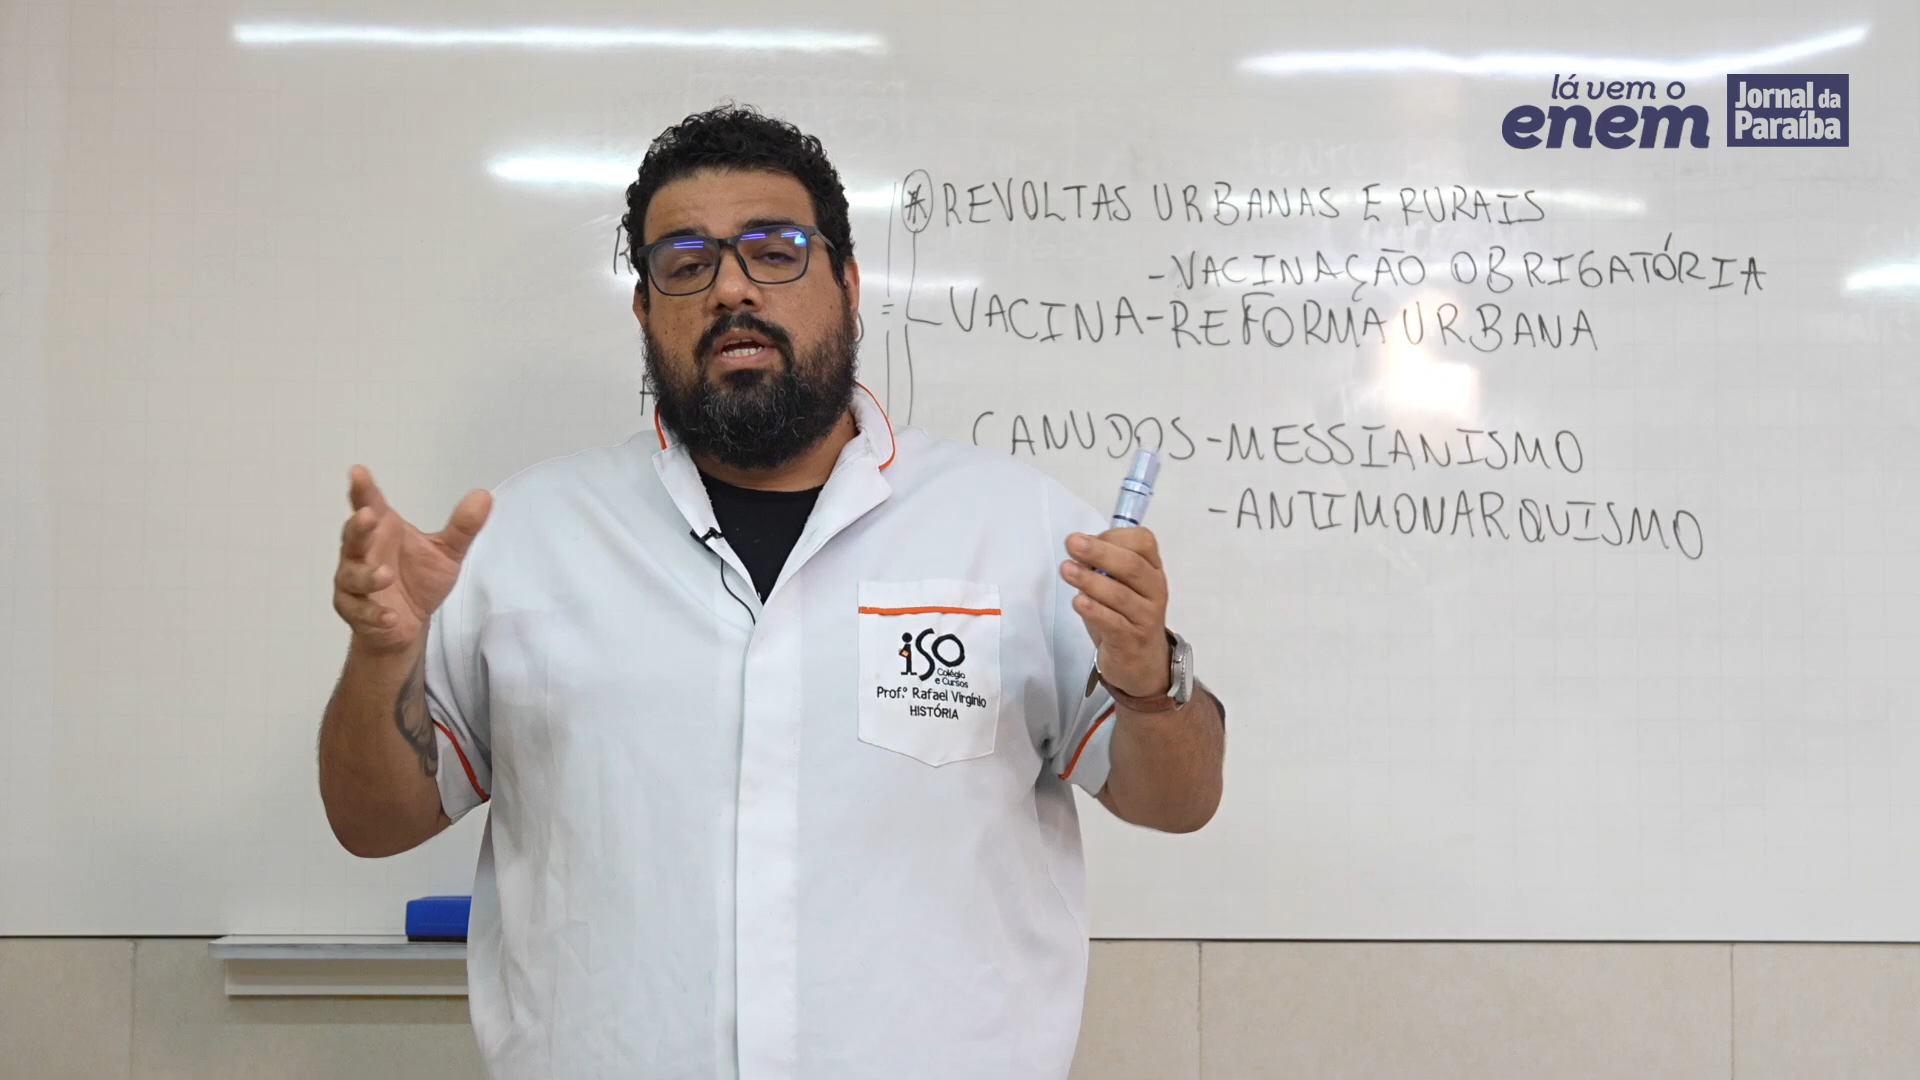 lá vem o
enem
Jornal da
Paraíba
* REVOLTAS URBANAS E RURAIS
-VACINAÇÃO OBRIGATÓRIA
= VACINA-REFORMA URBANA
CANUDOS-MESSIANISMO
-ANTIMONARQUISMO
iSO
Colégio
e Cursos
Prof.º Rafael Virgínio
HISTÓRIA